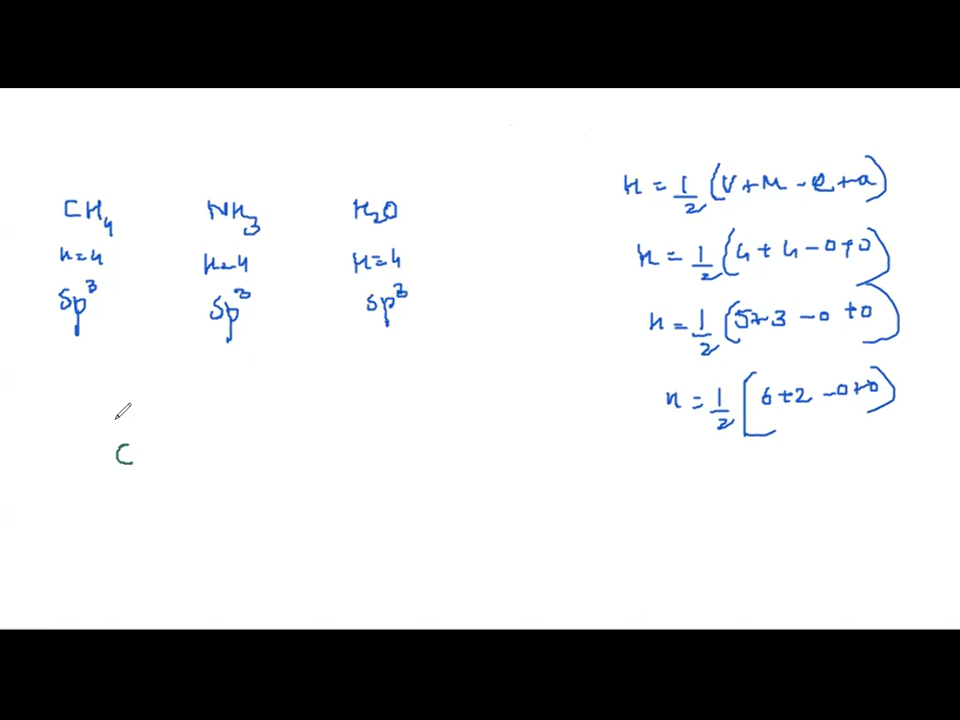 CH₄ NH₃ H₂O
n=4 n=4 n=4
sp³ sp³ sp³
C
n = 1/2 (V+M-c+a)
n = 1/2 (4+4-0+0)
n = 1/2 (5+3-0+0)
n = 1/2 [6+2-0+0)